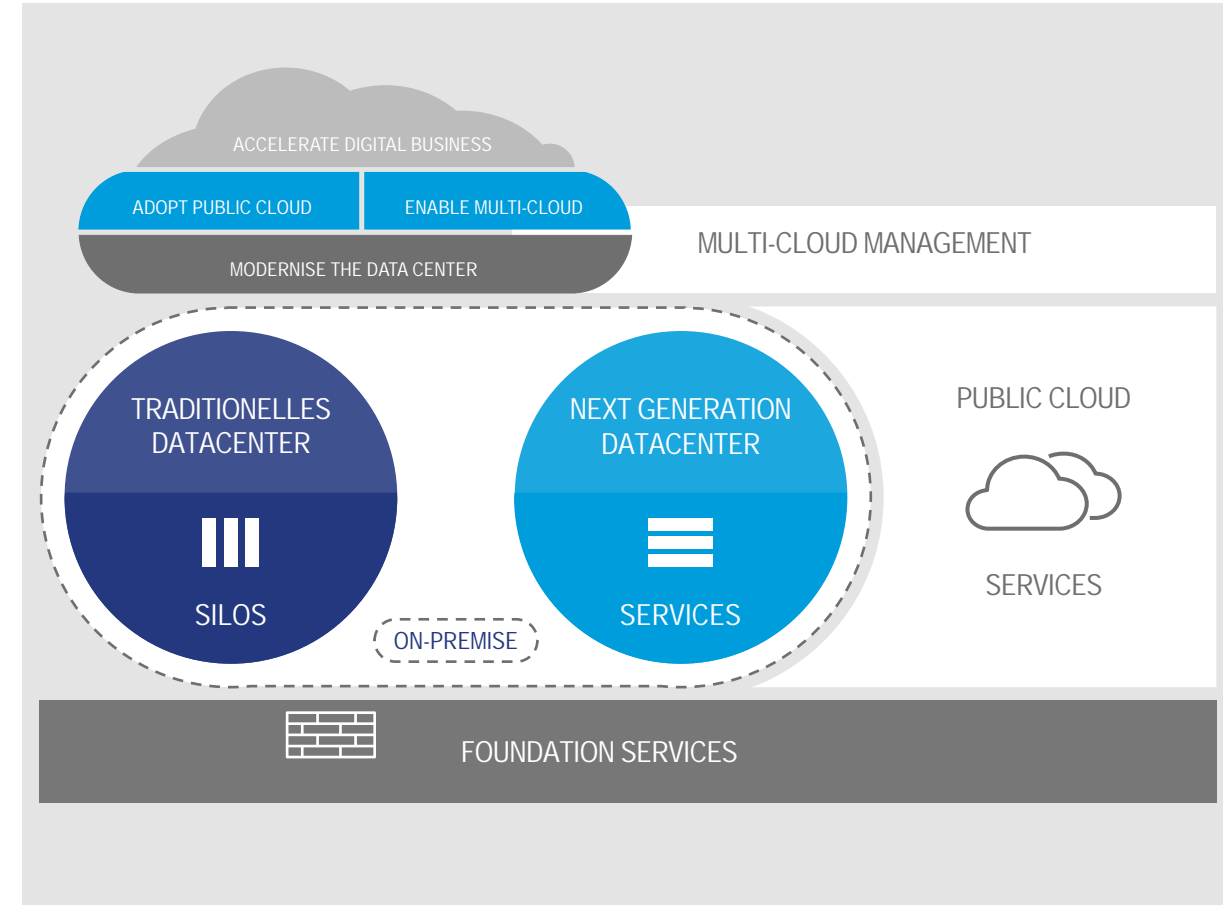 ACCELERATE DIGITAL BUSINESS
ADOPT PUBLIC CLOUD
ENABLE MULTI-CLOUD
MODERNISE THE DATA CENTER
MULTI-CLOUD MANAGEMENT
TRADITIONELLES
DATACENTER
SILOS
ON-PREMISE
NEXT GENERATION
DATACENTER
SERVICES
PUBLIC CLOUD
SERVICES
FOUNDATION SERVICES